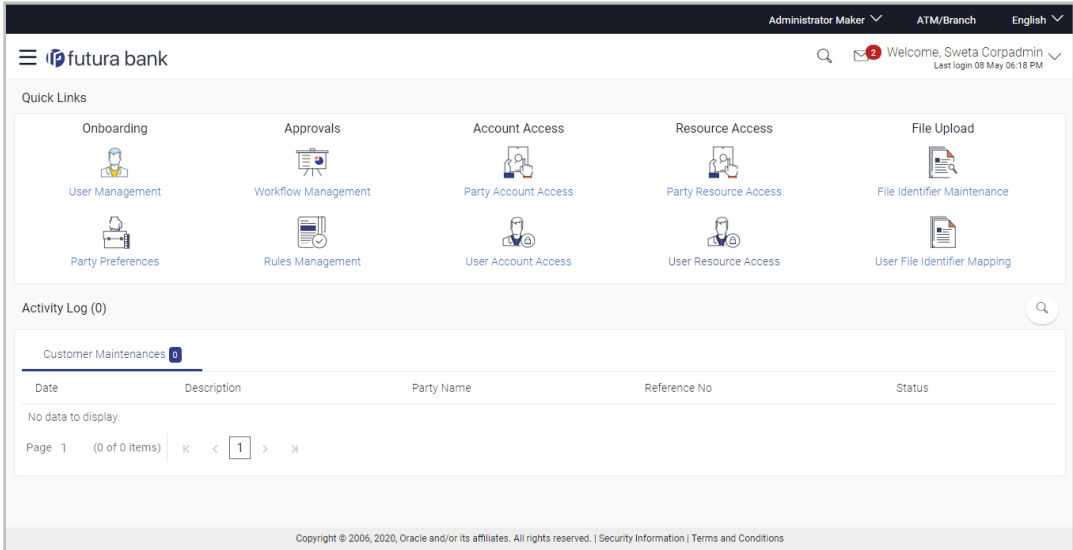 Administrator Maker ATM/Branch English
futura bank 2 Welcome, Sweta Corpadmin
Last login 08 May 06:18 PM
Quick Links
Onboarding Approvals Account Access Resource Access File Upload
User Management Workflow Management Party Account Access Party Resource Access File Identifier Maintenance
Party Preferences Rules Management User Account Access User Resource Access User File Identifier Mapping
Activity Log (0)
Customer Maintenances 0
Date Description Party Name Reference No Status
No data to display.
Page 1 (0 of 0 items) 1
Copyright © 2006, 2020, Oracle and/or its affiliates. All rights reserved. | Security Information | Terms and Conditions